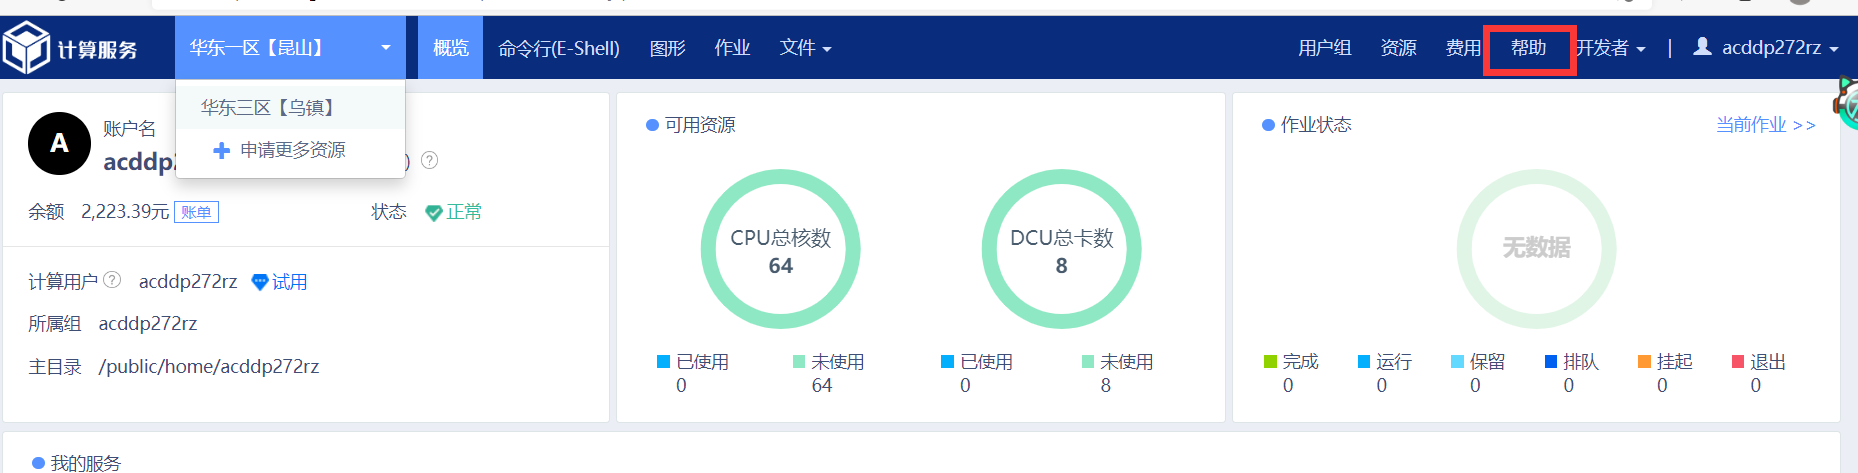 计算服务
华东一区【昆山】
概览
命令行(E-Shell)
图形
作业
文件
用户组
资源
费用
帮助
开发者
|
acddp272rz
华东三区【乌镇】
申请更多资源
A
账户名
acddp
)
?
余额 2,223.39元 账单
状态 正常
计算用户 ? acddp272rz 试用
所属组 acddp272rz
主目录 /public/home/acddp272rz
可用资源
CPU总核数
64
已使用
0
未使用
64
DCU总卡数
8
已使用
0
未使用
8
作业状态
当前作业 >>
无数据
完成
0
运行
0
保留
0
排队
0
挂起
0
退出
0
我的服务